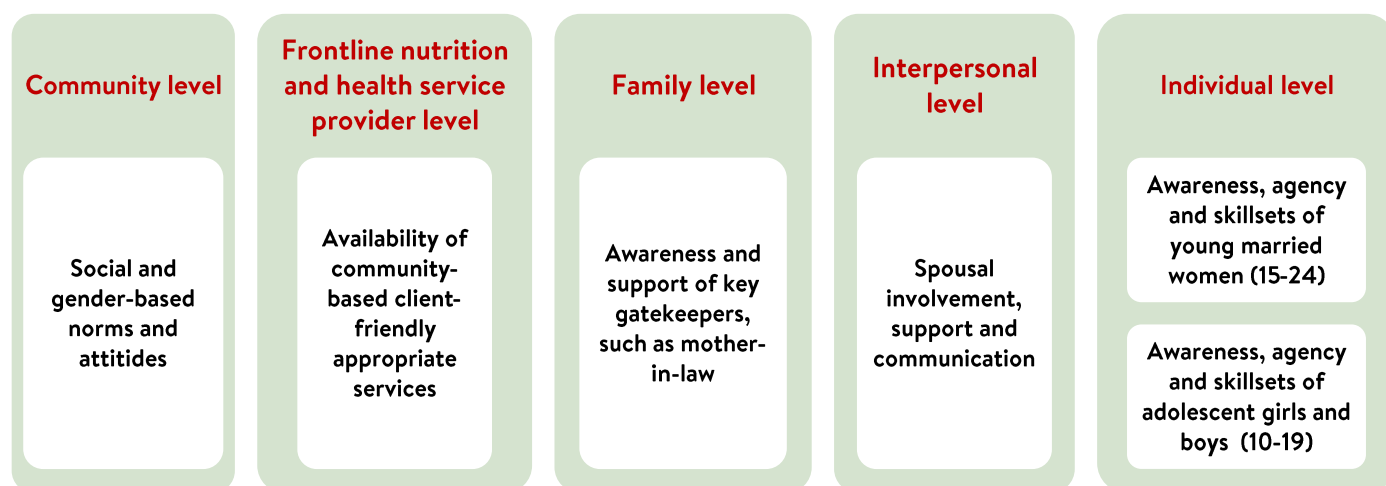 Community level
Social and
gender-based
norms and
attitides
Frontline nutrition
and health service
provider level
Availability of
community-
based client-
friendly
appropriate
services
Family level
Awareness and
support of key
gatekeepers,
such as mother-
in-law
Interpersonal
level
Spousal
involvement,
support and
communication
Individual level
Awareness, agency
and skillsets of
young married
women (15-24)
Awareness, agency
and skillsets of
adolescent girls and
boys (10-19)